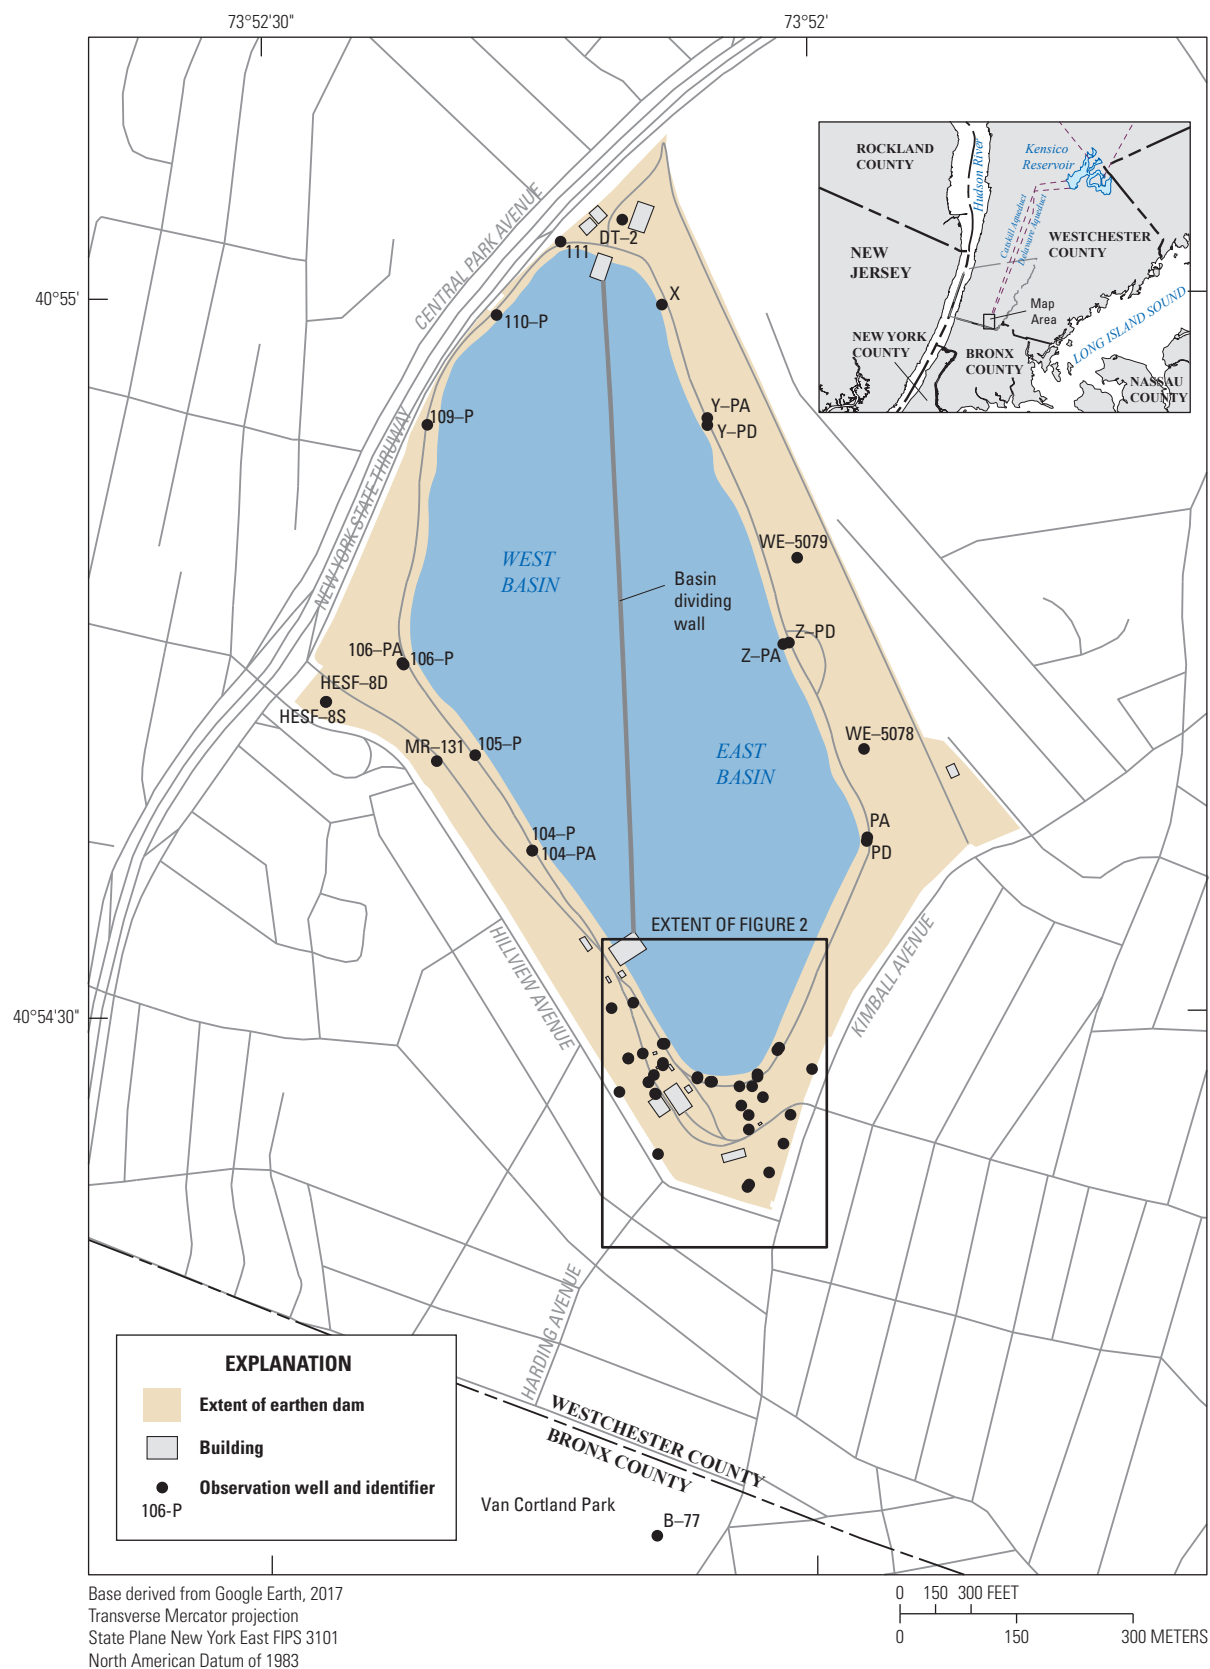 73°52'30"
73°52'
40°55'
40°54'30"
ROCKLAND
COUNTY
Hudson River
Kensico
Reservoir
Catskill Aqueduct
Delaware Aqueduct
WESTCHESTER
COUNTY
NEW
JERSEY
Map
Area
LONG ISLAND SOUND
NEW YORK
COUNTY
BRONX
COUNTY
NASSAU
COUNTY
CENTRAL PARK AVENUE
NEW YORK STATE THRUWAY
DT–2
111
X
110–P
109–P
Y–PA
Y–PD
WE–5079
WEST
BASIN
Basin
dividing
wall
Z–PD
Z–PA
106–PA
106–P
HESF–8D
HESF–8S
MR–131
105–P
WE–5078
EAST
BASIN
104–P
104–PA
PA
PD
EXTENT OF FIGURE 2
HILLVIEW AVENUE
KIMBALL AVENUE
HARDING AVENUE
WESTCHESTER COUNTY
BRONX COUNTY
Van Cortland Park
B–77
EXPLANATION
Extent of earthen dam
Building
Observation well and identifier
106-P
Base derived from Google Earth, 2017
Transverse Mercator projection
State Plane New York East FIPS 3101
North American Datum of 1983
0 150 300 FEET
0 150 300 METERS